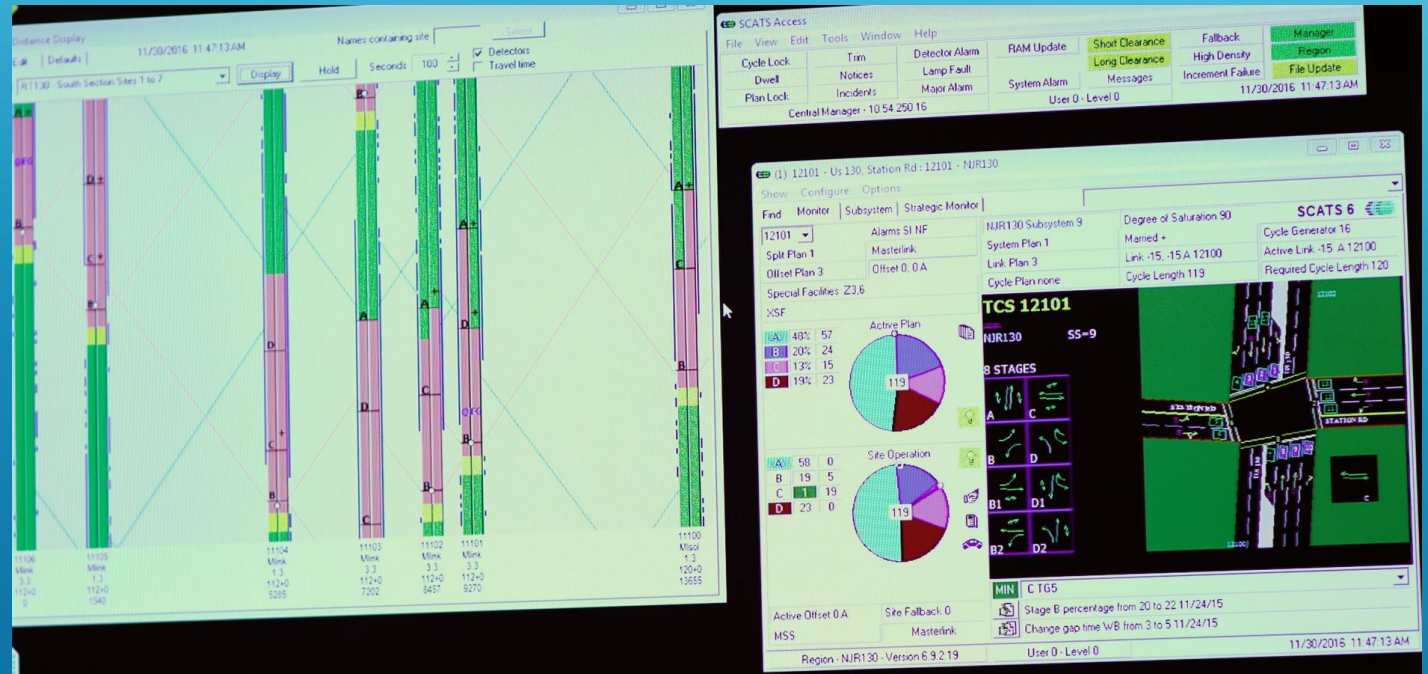 Distance Display
Edit Defaults 11/30/2016 11:47:13 AM Names containing site Select
RT130 - South Section Sites 1 to 7 Display Hold Seconds 100 Detectors
Travel time
A +
D +
C +
B
D
C
B
A
D
C
A +
C
B
A +
D +
B
A +
C
B
11106 11105 11104 11103 11102 11101 11100
Mlink Mlink Mlink Mlink Mlink Mlink Misol
3.3 1.3 1.3 3.3 3.3 3.3 1.3
112+0 112+0 112+0 112+0 112+0 112+0 120+0
0 1540 5285 7202 8457 9270 13655
SCATS Access
File View Edit Tools Window Help
Cycle Lock Trim Detector Alarm RAM Update Short Clearance Fallback Manager
Dwell Notices Lamp Fault Long Clearance High Density Region
Plan Lock Incidents Major Alarm System Alarm Messages Increment Failure File Update
Central Manager - 10.54.250.16 User 0 - Level 0 11/30/2016 11:47:13 AM
(1) 12101 - Us 130, Station Rd : 12101 - NJR130
Show Configure Options
Find Monitor Subsystem Strategic Monitor
SCATS 6
12101 Alarms SI NF NJR130 Subsystem 9 Degree of Saturation 90 Cycle Generator 16
Split Plan 1 Masterlink System Plan 1 Married + Active Link -15 A 12100
Offset Plan 3 Offset 0, 0 A Link Plan 3 Link -15, -15 A 12100 Required Cycle Length 120
Special Facilities Z3,6 Cycle Plan none Cycle Length 119
XSF
Active Plan
A 48% 57
B 20% 24
C 13% 15
D 19% 23
119
Site Operation
A 58 0
B 19 5
C 1 19
D 23 0
119
TCS 12101
NJR130 SS=9
8 STAGES
A C
B D
B1 D1
B2 D2
12102
STATION RD
STATION RD
12100
C
MIN C TG5
Stage B percentage from 20 to 22 11/24/15
Change gap time WB from 3 to 5 11/24/15
Active Offset 0 A Site Fallback 0
MSS Masterlink
Region - NJR130 - Version 6.9.2.19 User 0 - Level 0 11/30/2016 11:47:13 AM